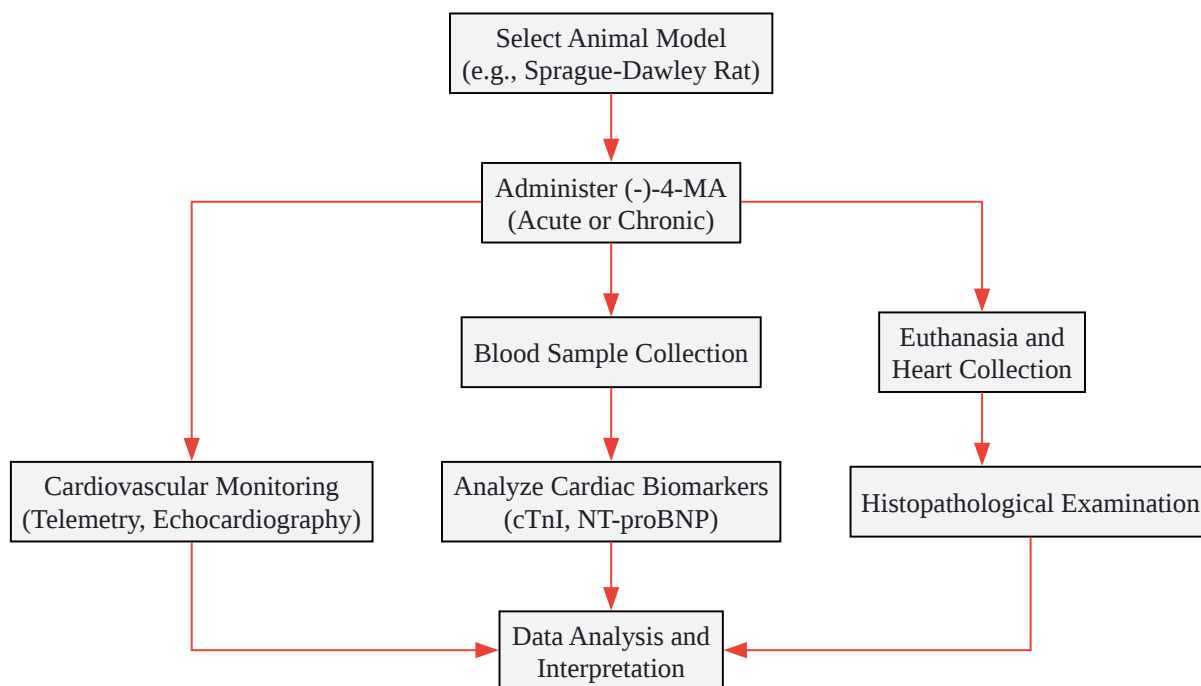 Select Animal Model
(e.g., Sprague-Dawley Rat)
Administer (-)-4-MA
(Acute or Chronic)
Blood Sample Collection
Euthanasia and
Heart Collection
Cardiovascular Monitoring
(Telemetry, Echocardiography)
Analyze Cardiac Biomarkers
(cTnI, NT-proBNP)
Histopathological Examination
Data Analysis and
Interpretation